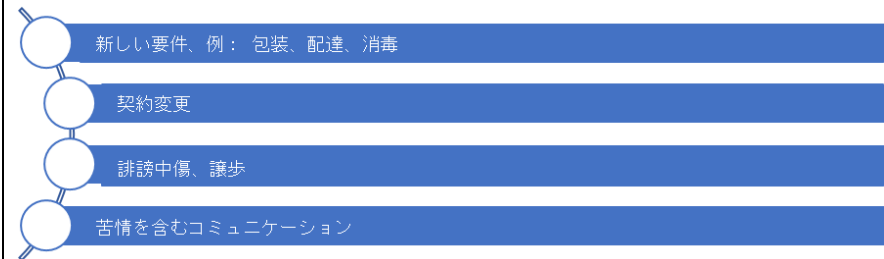 新しい要件、例： 包装、配達、消毒
契約変更
誹謗中傷、譲歩
苦情を含むコミュニケーション